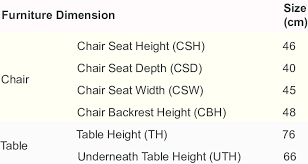 Furniture Dimension Size
(cm)
Chair Seat Height (CSH) 46
Chair Seat Depth (CSD) 40
Chair
Chair Seat Width (CSW) 45
Chair Backrest Height (CBH) 48
Table Height (TH) 76
Table
Underneath Table Height (UTH) 66